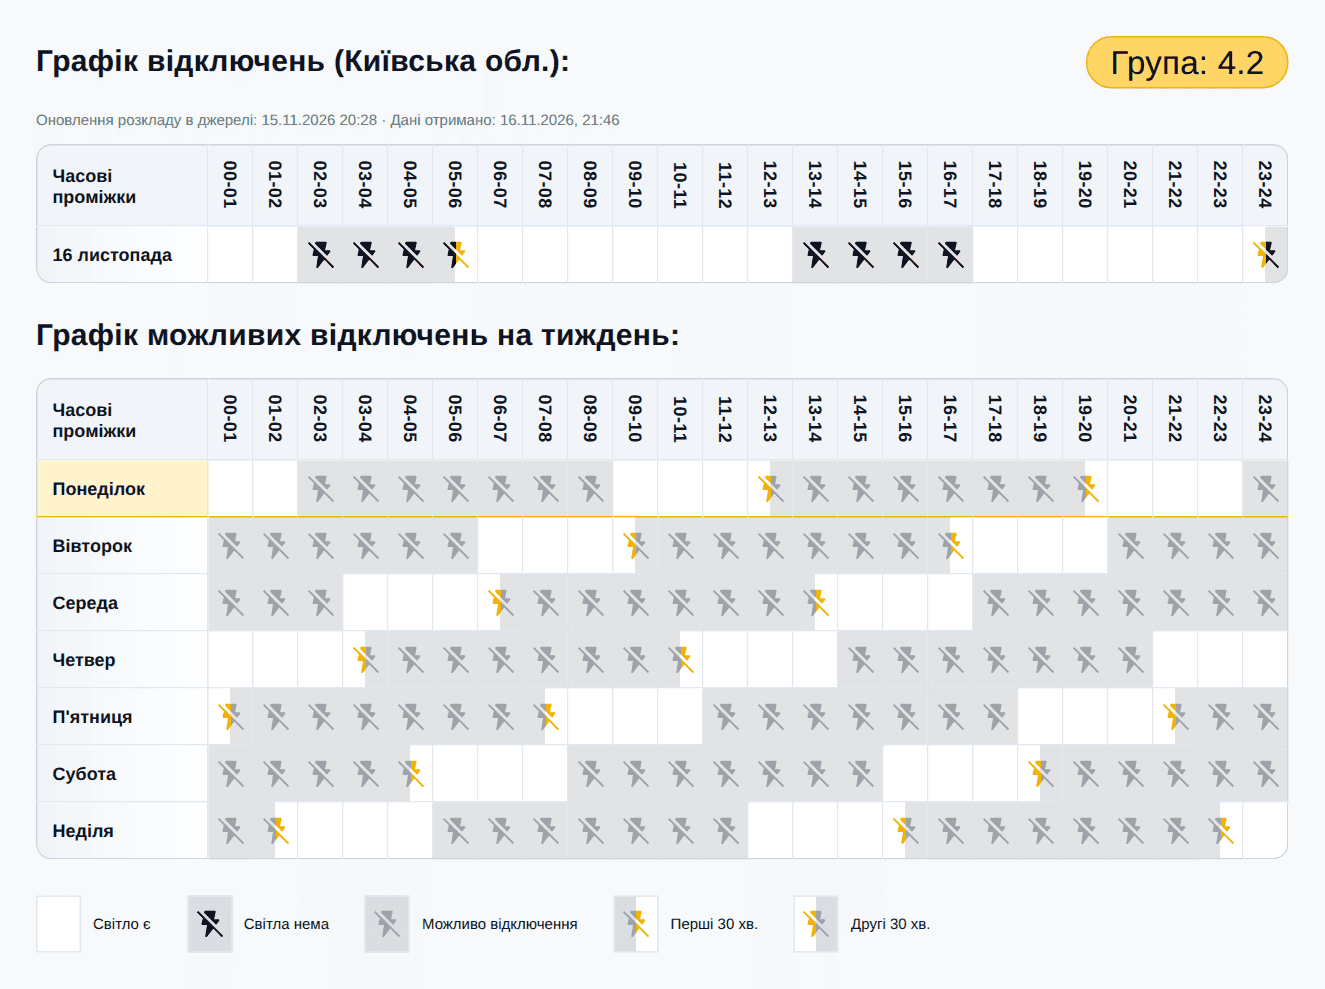 Графік відключень (Київська обл.):
Група: 4.2
Оновлення розкладу в джерелі: 15.11.2026 20:28 · Дані отримано: 16.11.2026, 21:46
Часові
проміжки
00-01
01-02
02-03
03-04
04-05
05-06
06-07
07-08
08-09
09-10
10-11
11-12
12-13
13-14
14-15
15-16
16-17
17-18
18-19
19-20
20-21
21-22
22-23
23-24
16 листопада
Графік можливих відключень на тиждень:
Часові
проміжки
00-01
01-02
02-03
03-04
04-05
05-06
06-07
07-08
08-09
09-10
10-11
11-12
12-13
13-14
14-15
15-16
16-17
17-18
18-19
19-20
20-21
21-22
22-23
23-24
Понеділок
Вівторок
Середа
Четвер
П'ятниця
Субота
Неділя
Світло є
Світла нема
Можливо відключення
Перші 30 хв.
Другі 30 хв.